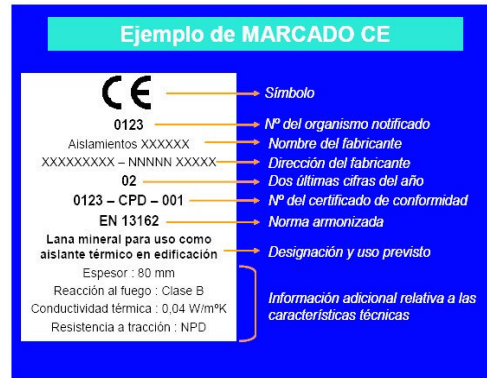 Ejemplo de MARCADO CE
CE
Símbolo
0123
Nº del organismo notificado
Aislamientos XXXXXX
Nombre del fabricante
XXXXXXXXX – NNNNN XXXXX
Dirección del fabricante
02
Dos últimas cifras del año
0123 – CPD – 001
Nº del certificado de conformidad
EN 13162
Norma armonizada
Lana mineral para uso como
aislante térmico en edificación
Designación y uso previsto
Espesor : 80 mm
Reacción al fuego : Clase B
Conductividad térmica : 0,04 W/mºK
Resistencia a tracción : NPD
Información adicional relativa a las
características técnicas